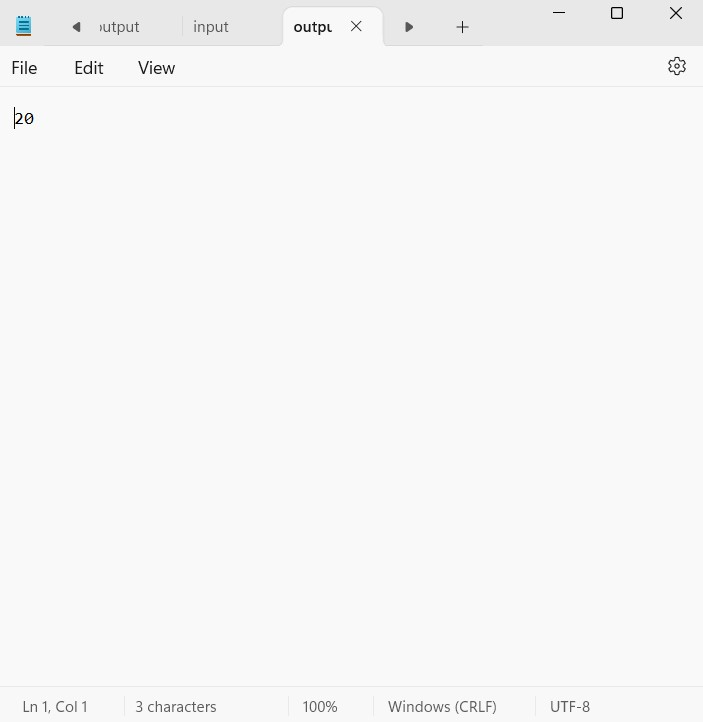 output
input
outpu
File Edit View
20
Ln 1, Col 1 3 characters 100% Windows (CRLF) UTF-8